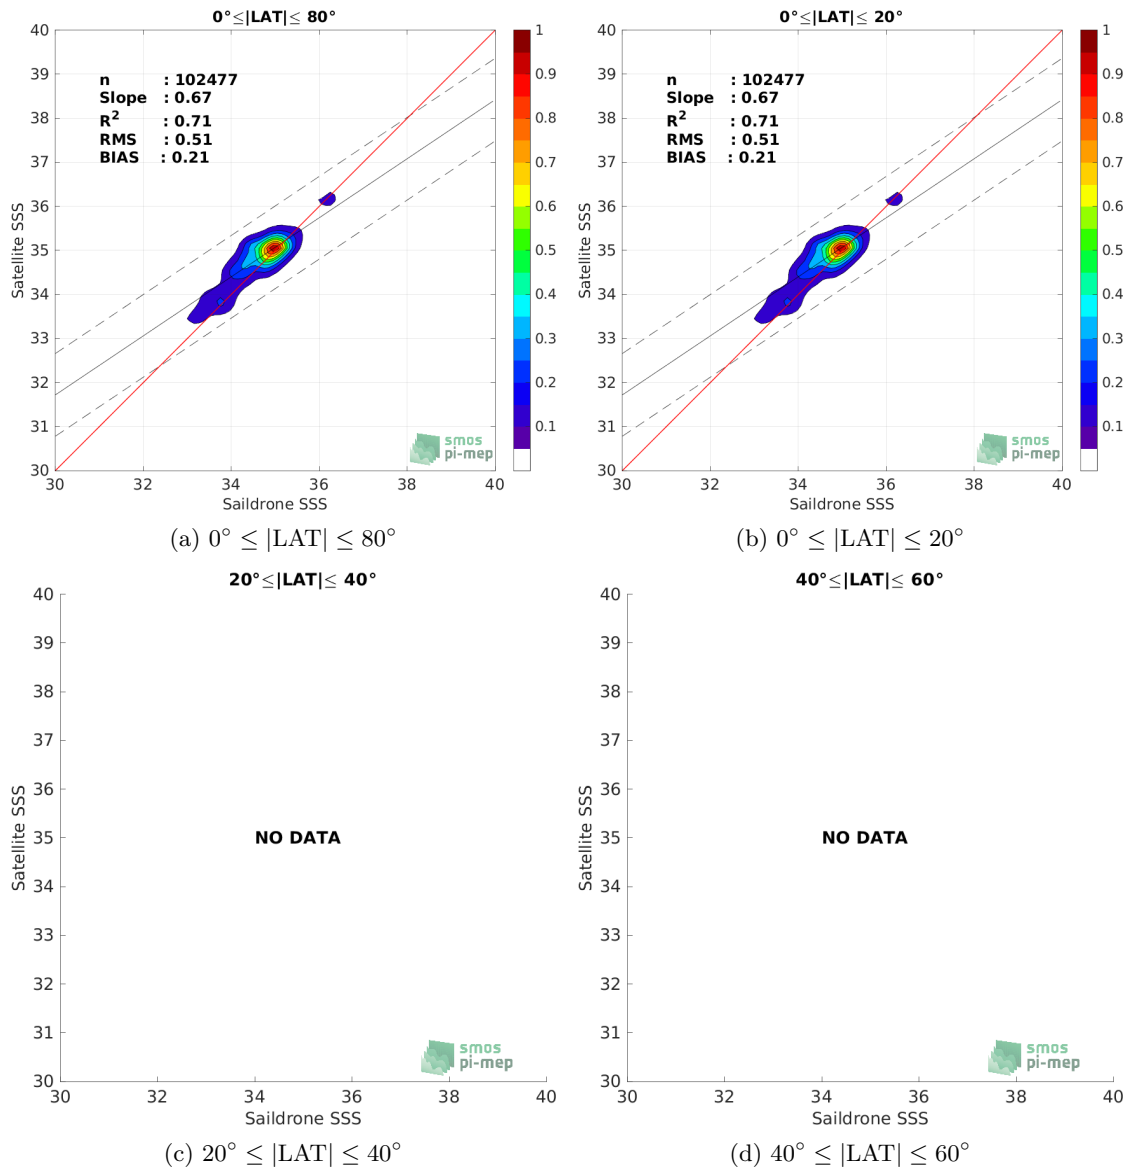 0°≤|LAT|≤ 80°
n : 102477
Slope : 0.67
R2 : 0.71
RMS : 0.51
BIAS : 0.21
40
39
38
37
36
35
34
33
32
31
30
Satellite SSS
30 32 34 36 38 40
Saildrone SSS
1
0.9
0.8
0.7
0.6
0.5
0.4
0.3
0.2
0.1
smos
pi-mep
(a) 0° ≤ |LAT| ≤ 80°
0°≤|LAT|≤ 20°
n : 102477
Slope : 0.67
R2 : 0.71
RMS : 0.51
BIAS : 0.21
40
39
38
37
36
35
34
33
32
31
30
Satellite SSS
30 32 34 36 38 40
Saildrone SSS
1
0.9
0.8
0.7
0.6
0.5
0.4
0.3
0.2
0.1
smos
pi-mep
(b) 0° ≤ |LAT| ≤ 20°
20°≤|LAT|≤ 40°
40
39
38
37
36
35
34
33
32
31
30
Satellite SSS
NO DATA
30 32 34 36 38 40
Saildrone SSS
smos
pi-mep
(c) 20° ≤ |LAT| ≤ 40°
40°≤|LAT|≤ 60°
40
39
38
37
36
35
34
33
32
31
30
Satellite SSS
NO DATA
30 32 34 36 38 40
Saildrone SSS
smos
pi-mep
(d) 40° ≤ |LAT| ≤ 60°